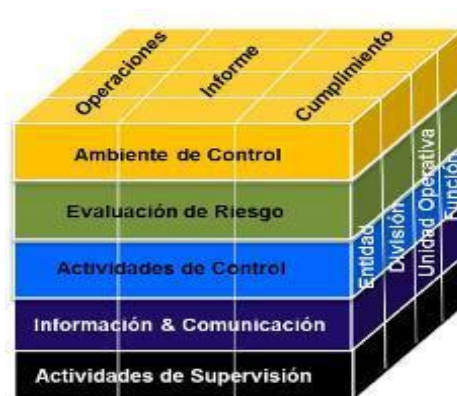 Operaciones
Informe
Cumplimiento
Ambiente de Control
Evaluación de Riesgo
Actividades de Control
Información & Comunicación
Actividades de Supervisión
Entidad
División
Unidad Operativa
Función